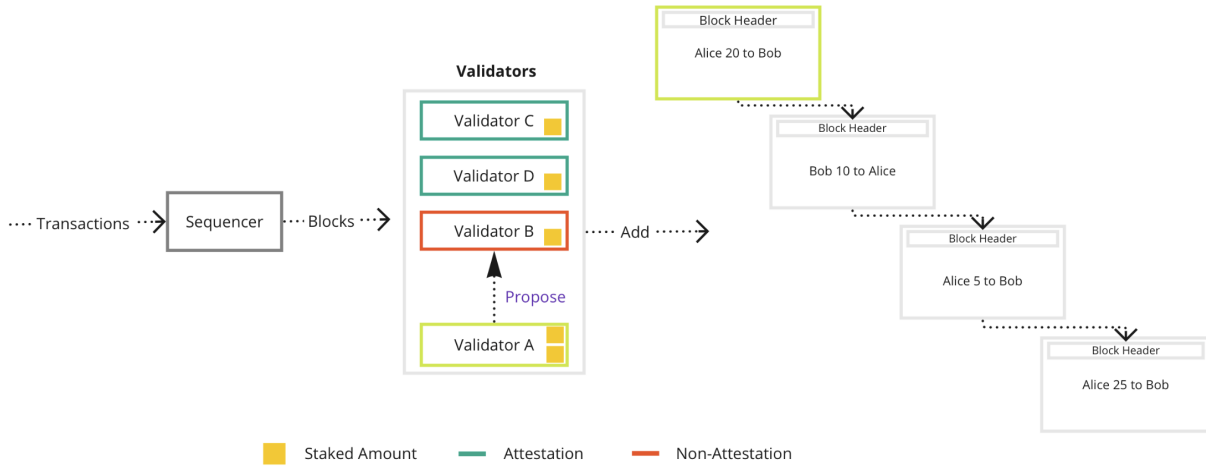 Transactions
Sequencer
Blocks
Validators
Validator C
Validator D
Validator B
Propose
Validator A
Add
Block Header
Alice 20 to Bob
Block Header
Bob 10 to Alice
Block Header
Alice 5 to Bob
Block Header
Alice 25 to Bob
Staked Amount
Attestation
Non-Attestation